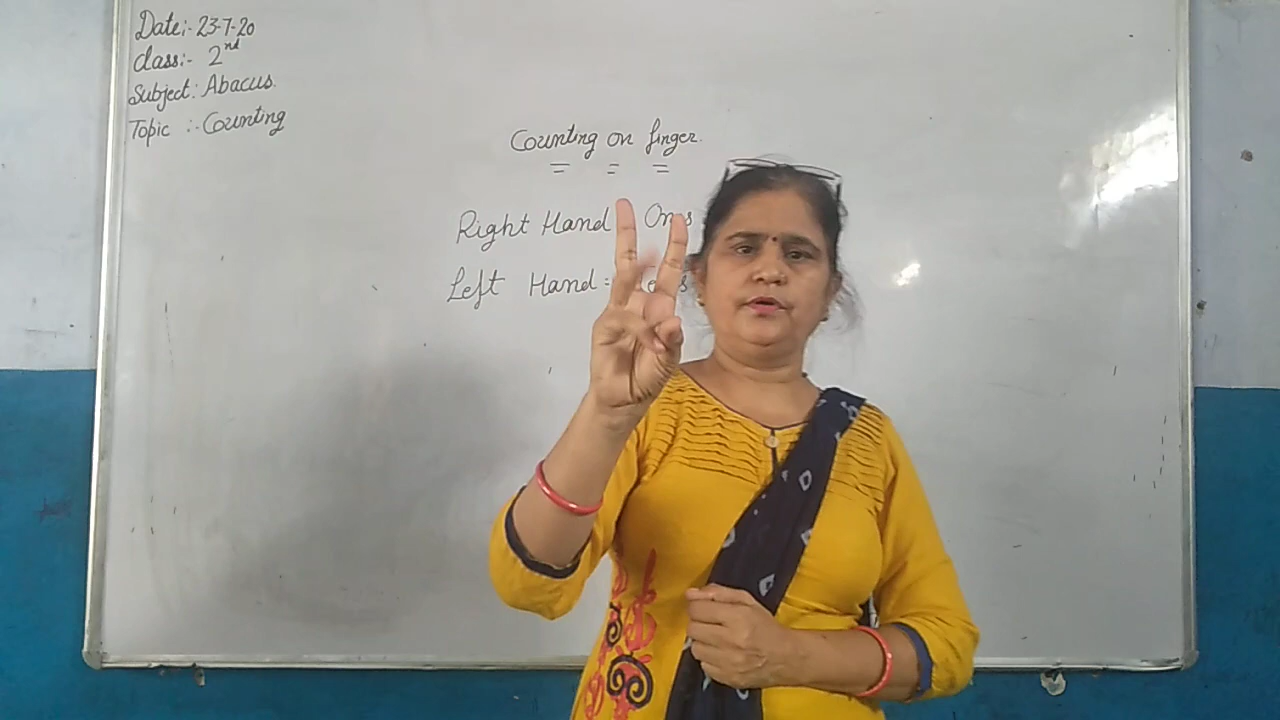 Date:- 23-7-20
class:- 2nd
Subject: Abacus.
Topic :- Counting
Counting on finger.
Right Hand
Left Hand =